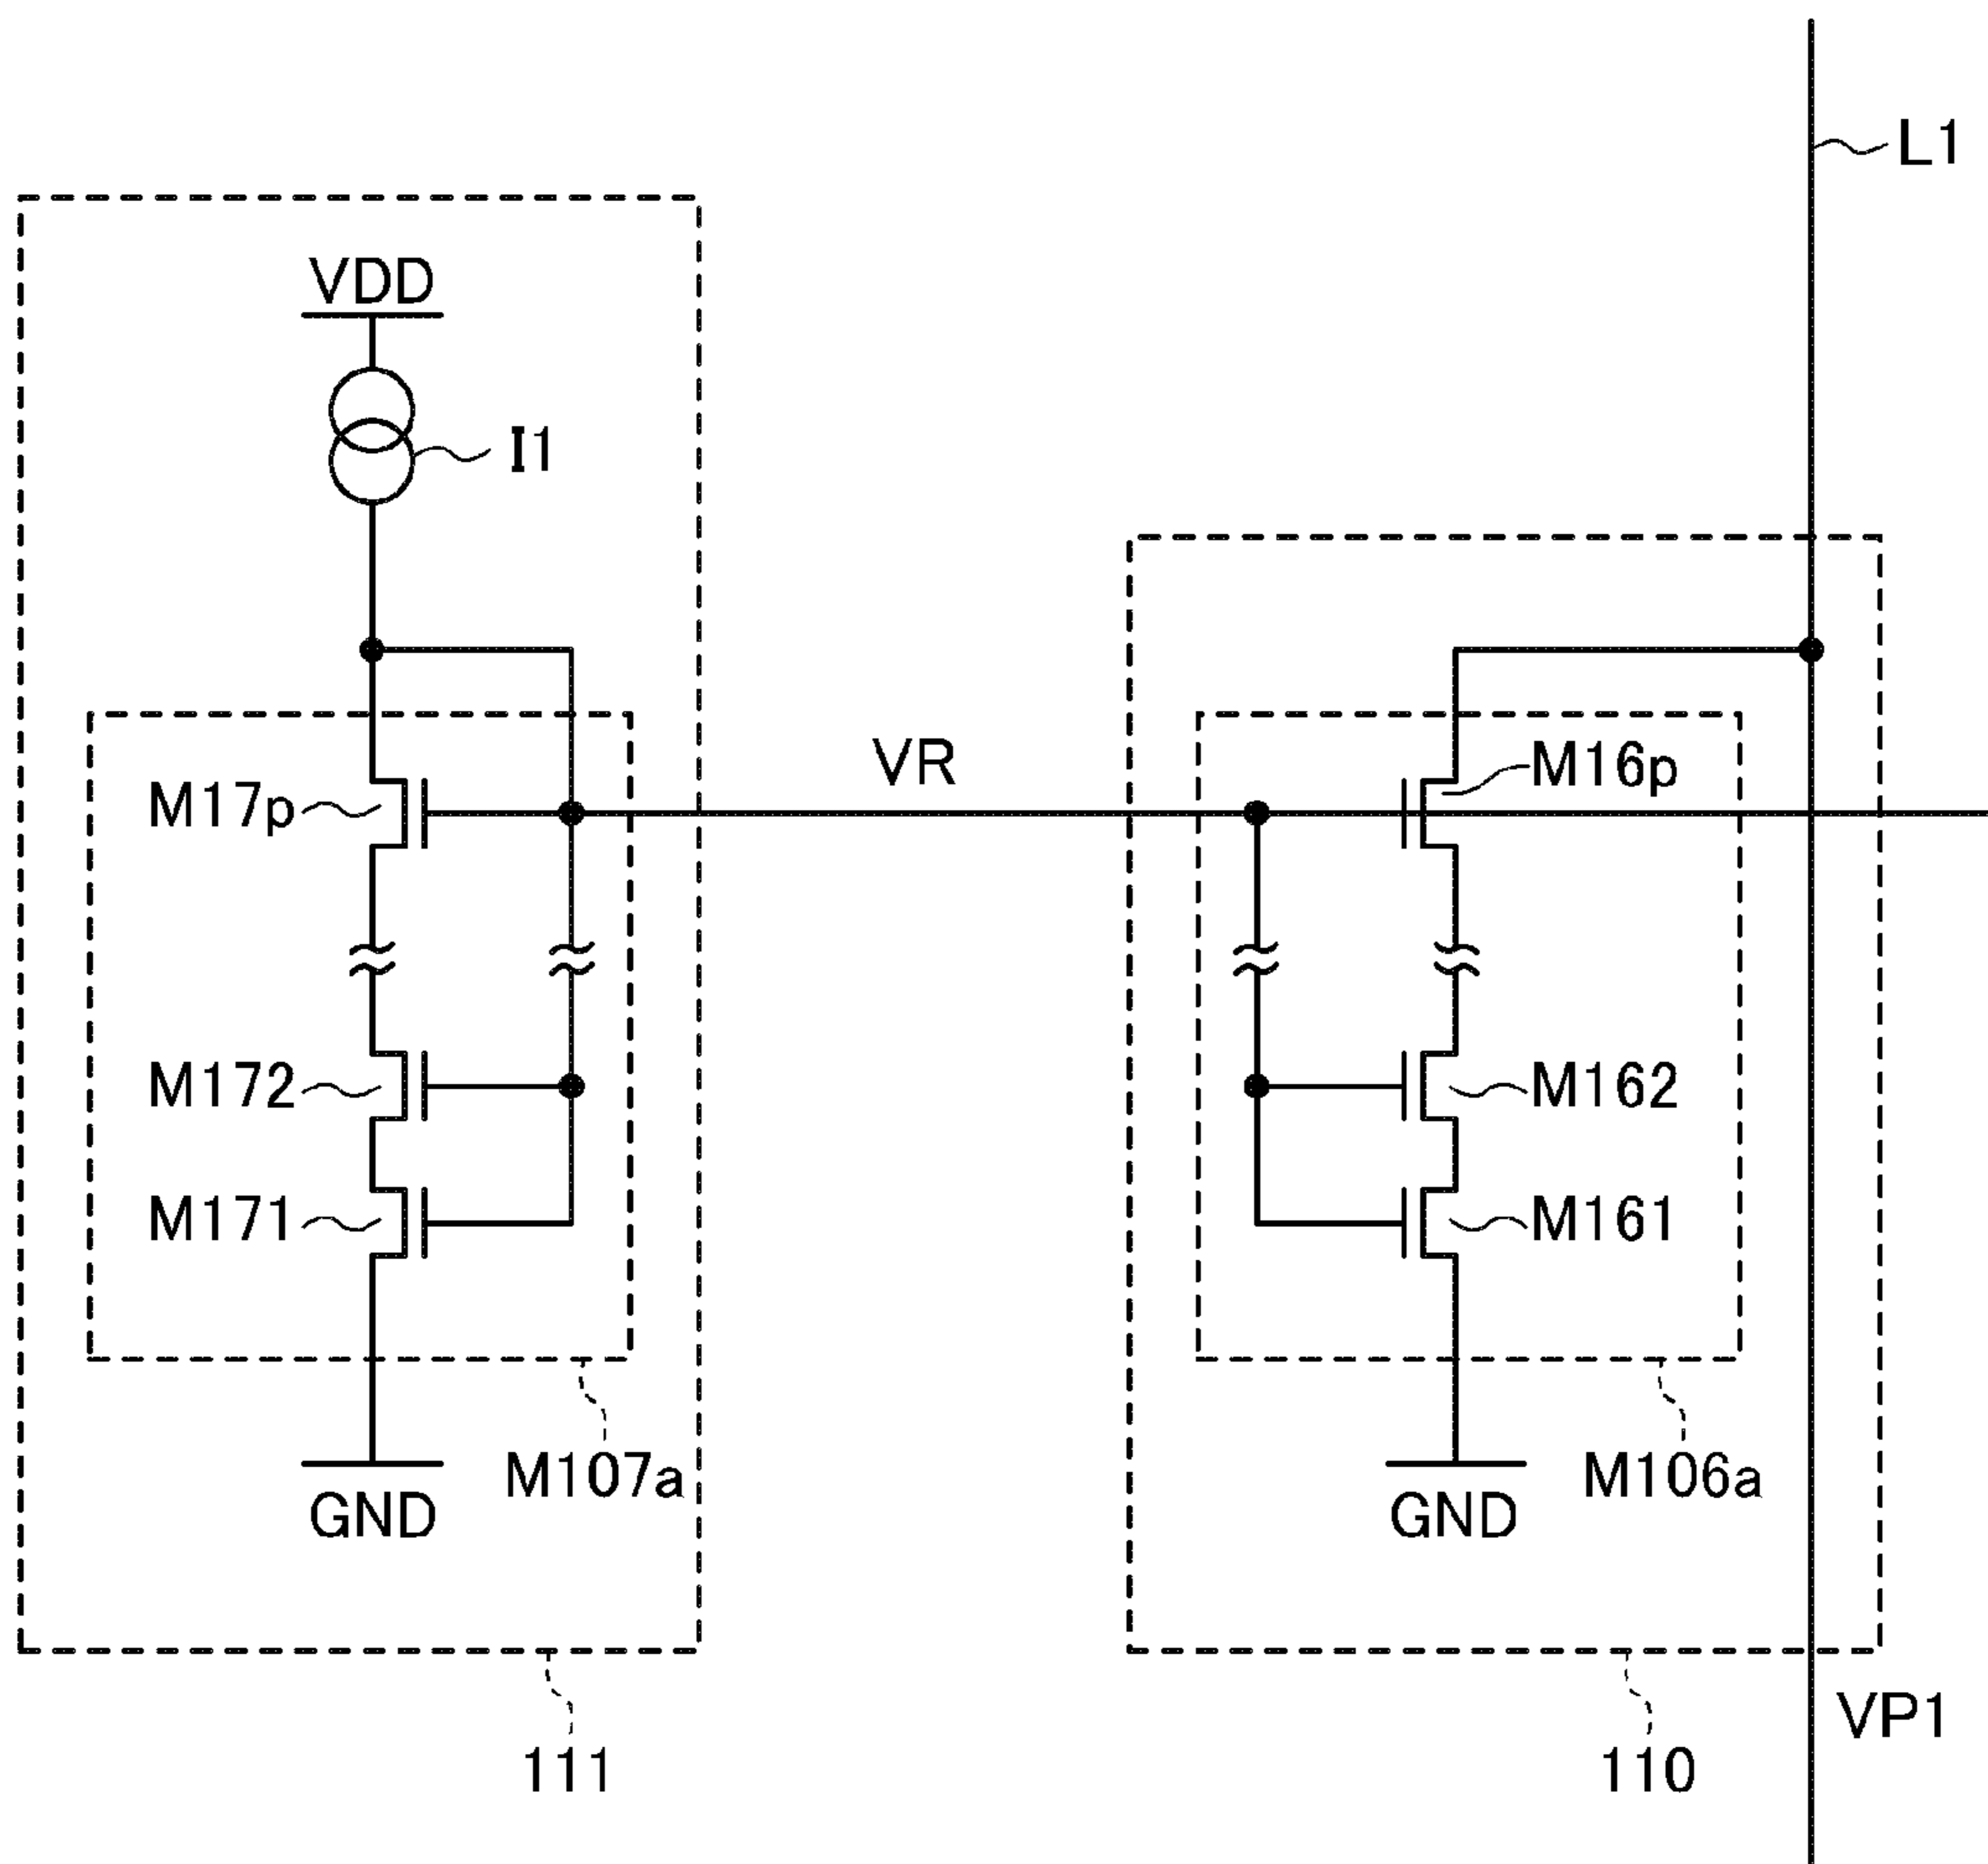 L1
VDD
I1
VR
M17p
M16p
M172
M162
M171
M161
M107a
M106a
GND
GND
VP1
111
110